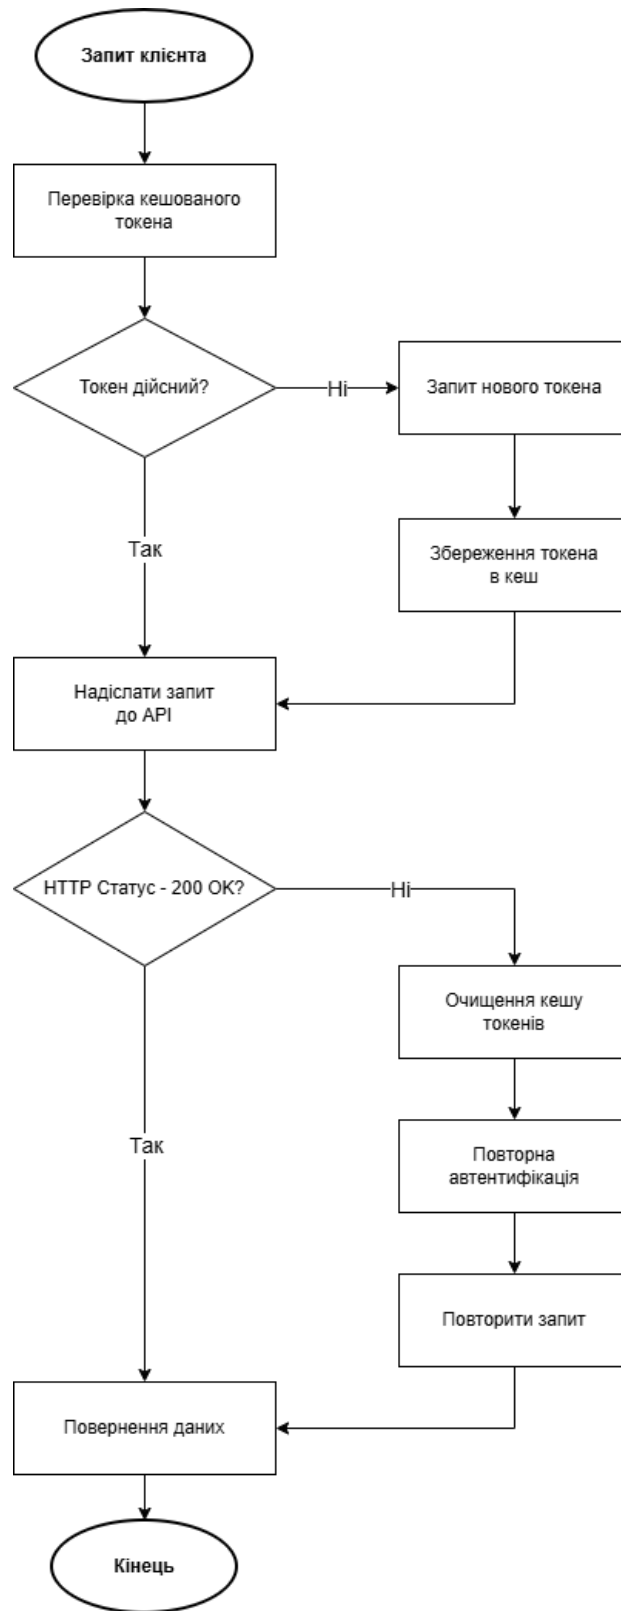 Запит клієнта
Перевірка кешованого
токена
Токен дійсний?
Ні
Запит нового токена
Так
Збереження токена
в кеш
Надіслати запит
до API
HTTP Статус - 200 OK?
Ні
Очищення кешу
токенів
Так
Повторна
автентифікація
Повторити запит
Повернення даних
Кінець